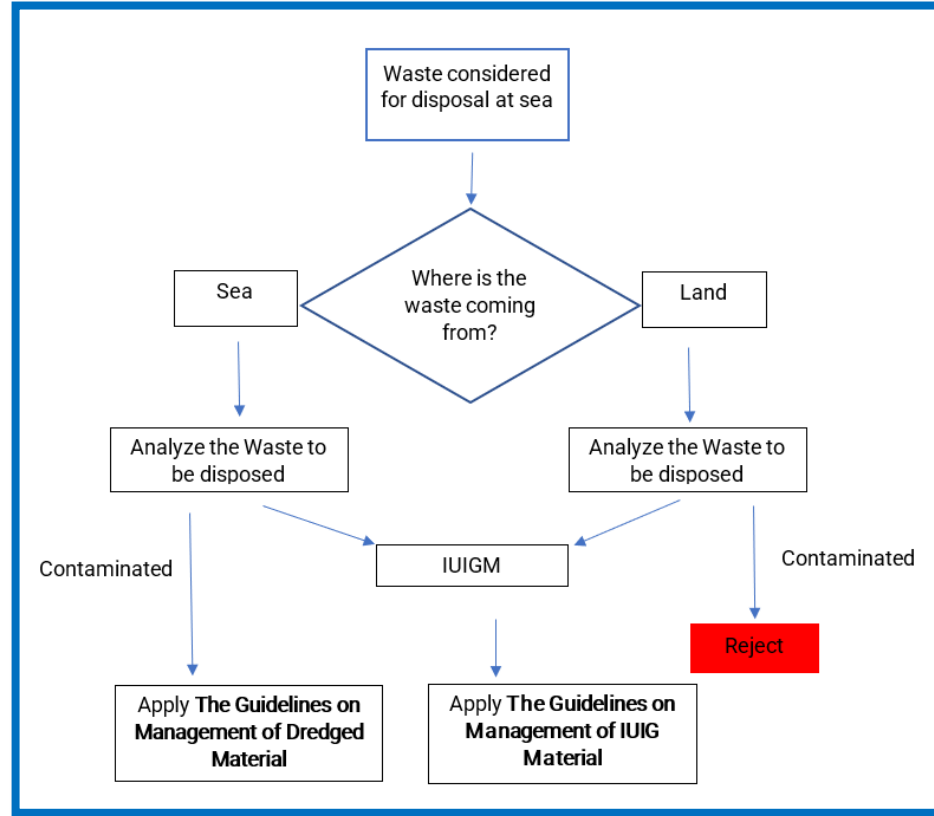 Waste considered
for disposal at sea
Where is the
waste coming
from?
Sea
Land
Analyze the Waste to
be disposed
Analyze the Waste to
be disposed
Contaminated
IUIGM
Contaminated
Reject
Apply The Guidelines on
Management of Dredged
Material
Apply The Guidelines on
Management of IUIG
Material